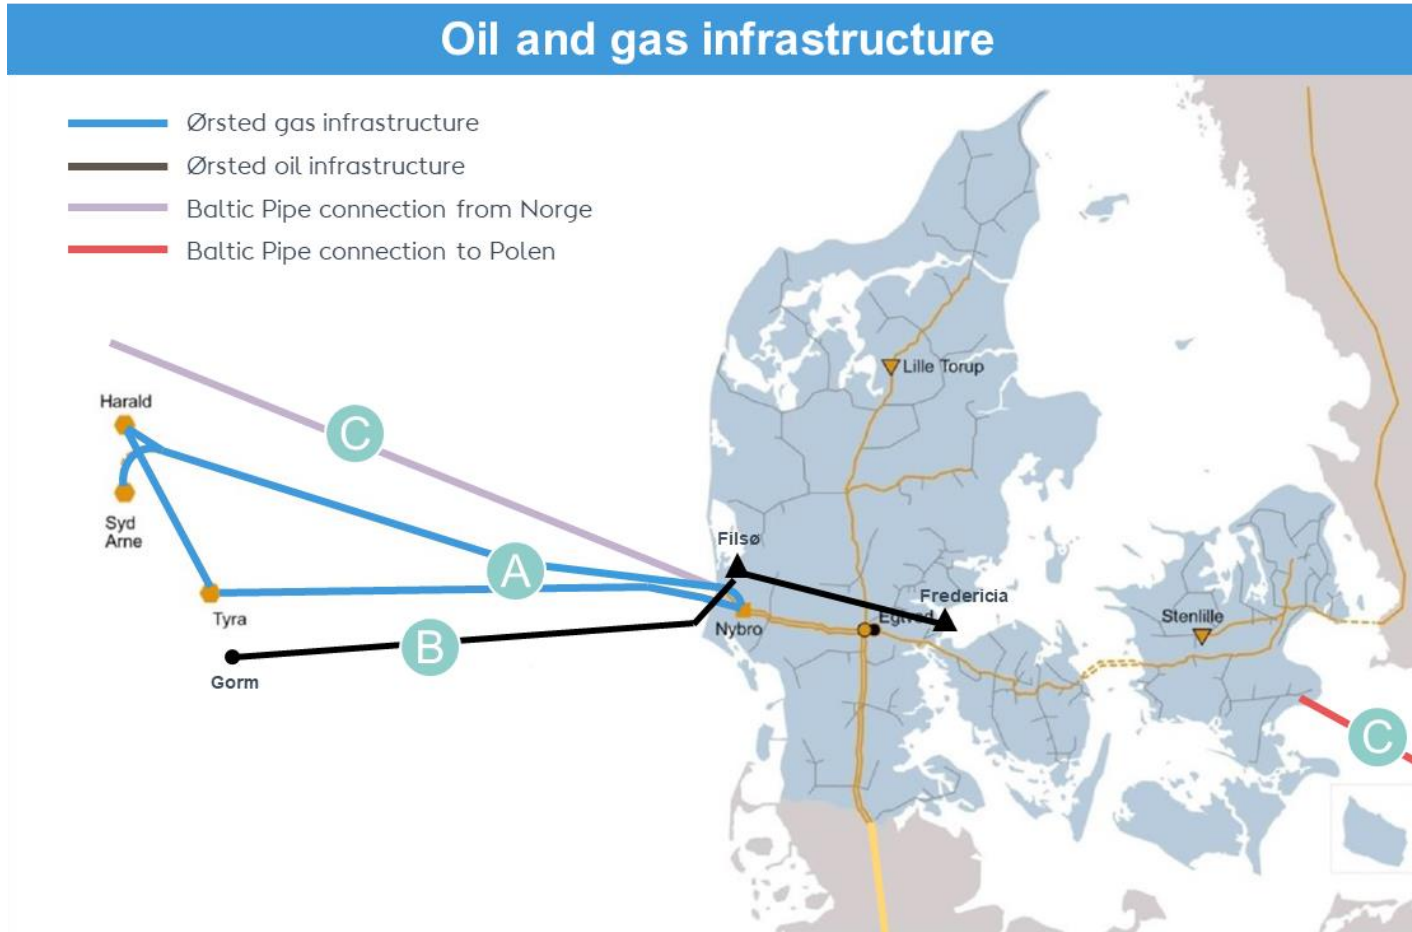 Oil and gas infrastructure
Ørsted gas infrastructure
Ørsted oil infrastructure
Baltic Pipe connection from Norge
Baltic Pipe connection to Polen
Lille Torup
Harald
C
Syd
Arne
Filsø
A
Fredericia
Tyra
Egtved
Stenlille
Nybro
B
Gorm
C